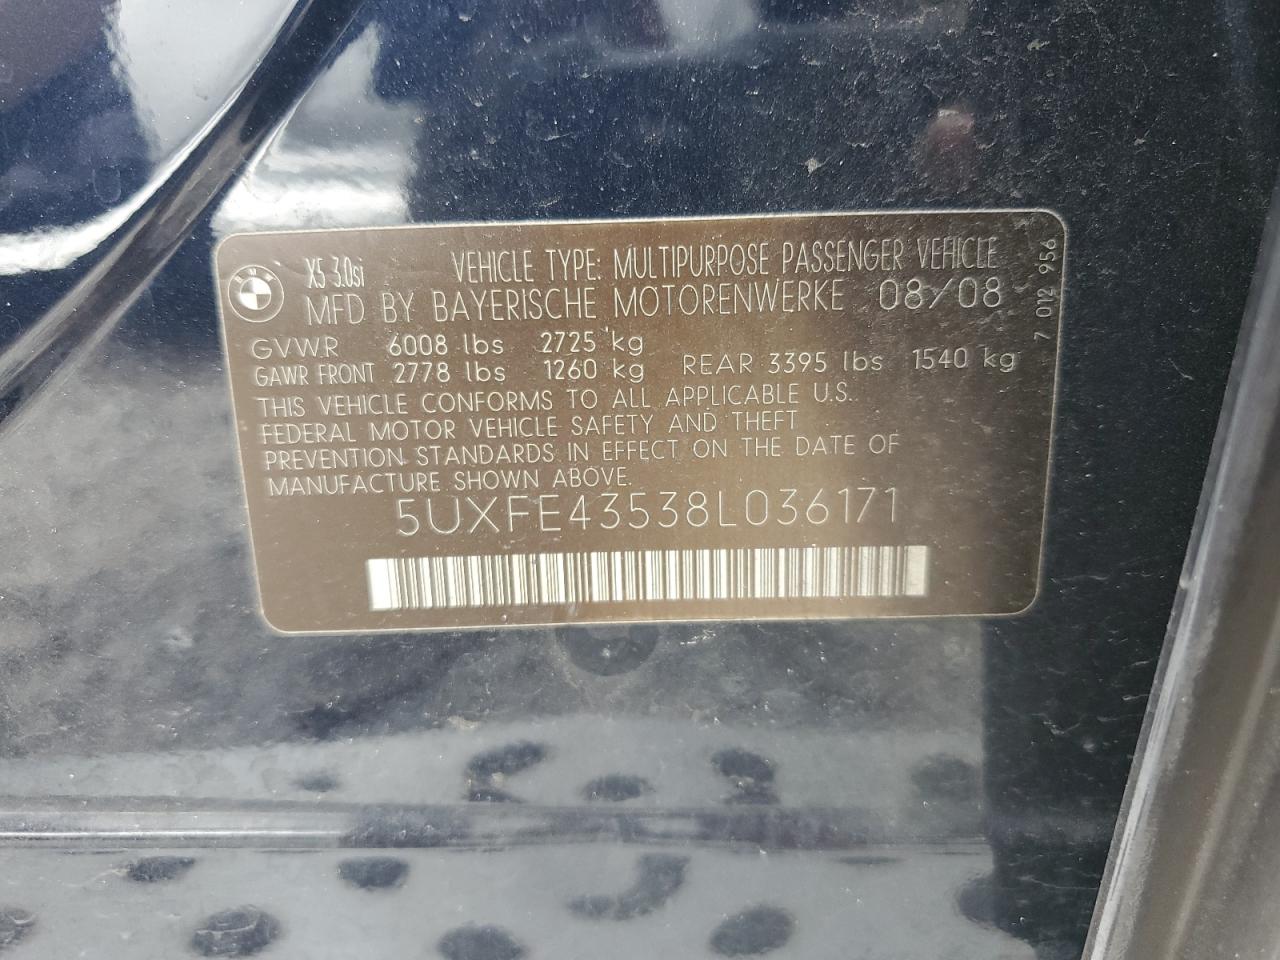 X5 3.0si VEHICLE TYPE: MULTIPURPOSE PASSENGER VEHICLE
MFD BY BAYERISCHE MOTORENWERKE 08/08
GVWR 6008 lbs 2725 kg
GAWR FRONT 2778 lbs 1260 kg REAR 3395 lbs 1540 kg
THIS VEHICLE CONFORMS TO ALL APPLICABLE U.S.
FEDERAL MOTOR VEHICLE SAFETY AND THEFT
PREVENTION STANDARDS IN EFFECT ON THE DATE OF
MANUFACTURE SHOWN ABOVE.
5UXFE43538L036171
7 012 956